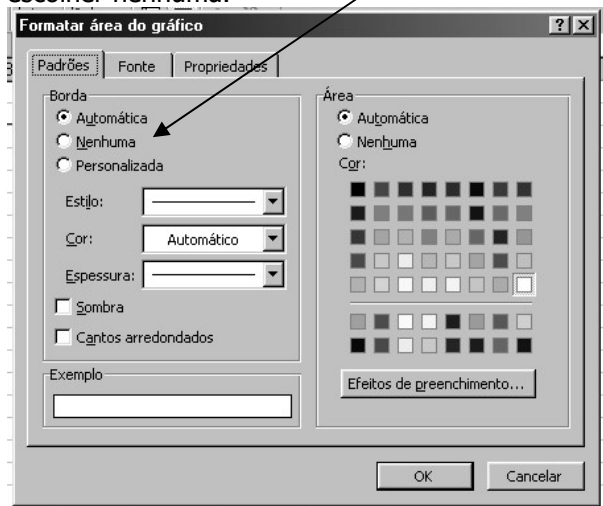 escolher nenhuma.
Formatar área do gráfico
Padrões Fonte Propriedades
Borda
Automática
Nenhuma
Personalizada
Estilo:
Cor: Automático
Espessura:
Sombra
Cantos arredondados
Exemplo
Área
Automática
Nenhuma
Cor:
Efeitos de preenchimento...
OK Cancelar